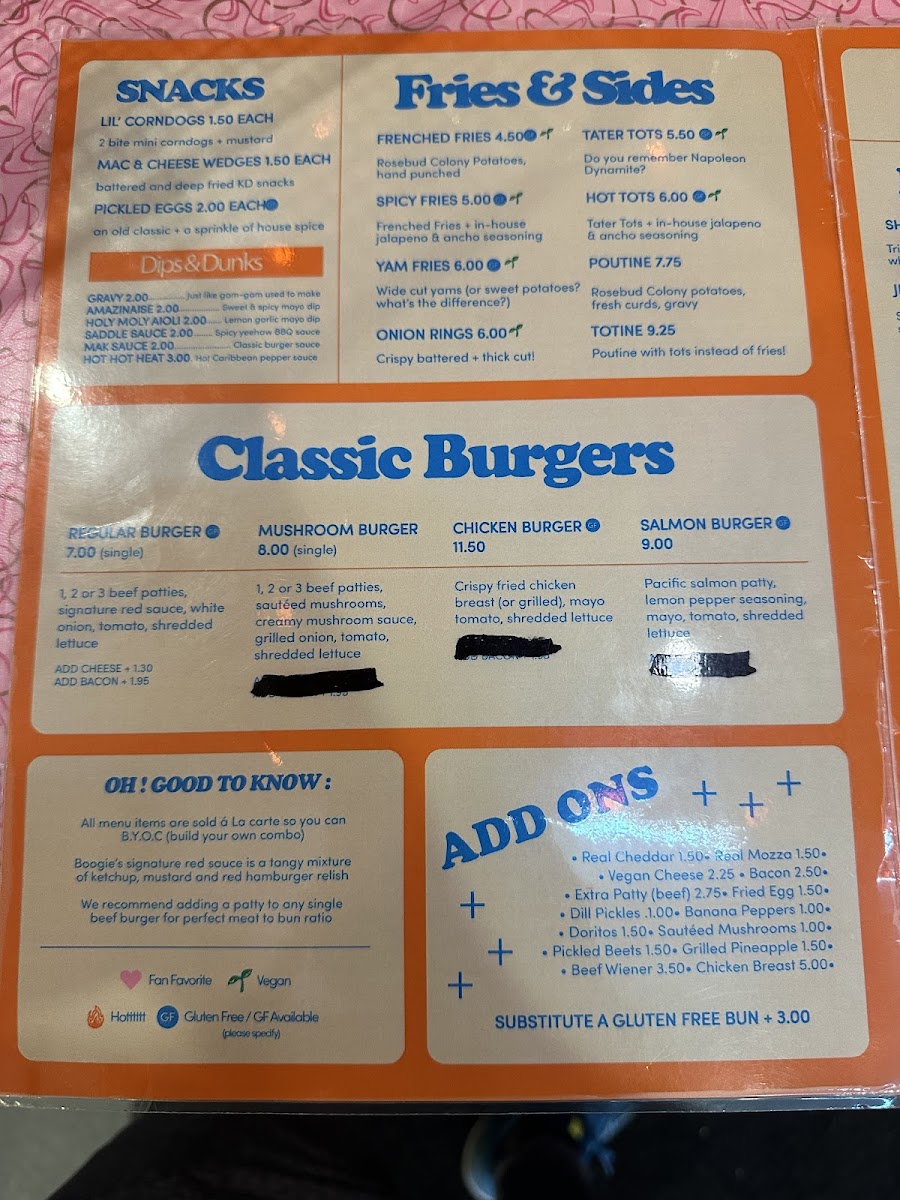 SNACKS
LIL' CORNDOGS 1.50 EACH
2 bite mini corndogs + mustard
MAC & CHEESE WEDGES 1.50 EACH
battered and deep fried KD snacks
PICKLED EGGS 2.00 EACH
an old classic + a sprinkle of house spice
Dips & Dunks
GRAVY 2.00 Just like gam-gam used to make
AMAZINAISE 2.00 Sweet & spicy mayo dip
HOLY MOLY AIOLI 2.00 Lemon garlic mayo dip
SADDLE SAUCE 2.00 Spicy yeehaw BBQ sauce
MAK SAUCE 2.00 Classic burger sauce
HOT HOT HEAT 3.00 Hot Caribbean pepper sauce
Fries & Sides
FRENCHED FRIES 4.50
Rosebud Colony Potatoes,
hand punched
SPICY FRIES 5.00
Frenched Fries + in-house
jalapeno & ancho seasoning
YAM FRIES 6.00
Wide cut yams (or sweet potatoes?
what's the difference?)
ONION RINGS 6.00
Crispy battered + thick cut!
TATER TOTS 5.50
Do you remember Napoleon
Dynamite?
HOT TOTS 6.00
Tater Tots + in-house jalapeno
& ancho seasoning
POUTINE 7.75
Rosebud Colony potatoes,
fresh curds, gravy
TOTINE 9.25
Poutine with tots instead of fries!
Classic Burgers
REGULAR BURGER GF
7.00 (single)
1, 2 or 3 beef patties,
signature red sauce, white
onion, tomato, shredded
lettuce
ADD CHEESE + 1.30
ADD BACON + 1.95
MUSHROOM BURGER
8.00 (single)
1, 2 or 3 beef patties,
sautéed mushrooms,
creamy mushroom sauce,
grilled onion, tomato,
shredded lettuce
CHICKEN BURGER GF
11.50
Crispy fried chicken
breast (or grilled), mayo
tomato, shredded lettuce
SALMON BURGER GF
9.00
Pacific salmon patty,
lemon pepper seasoning,
mayo, tomato, shredded
lettuce
OH! GOOD TO KNOW:
All menu items are sold á La carte so you can
B.Y.O.C (build your own combo)
Boogie's signature red sauce is a tangy mixture
of ketchup, mustard and red hamburger relish
We recommend adding a patty to any single
beef burger for perfect meat to bun ratio
Fan Favorite Vegan
Hottttttt GF Gluten Free / GF Available
(please specify)
ADD ONS
• Real Cheddar 1.50• Real Mozza 1.50•
• Vegan Cheese 2.25 • Bacon 2.50•
• Extra Patty (beef) 2.75• Fried Egg 1.50•
• Dill Pickles .1.00• Banana Peppers 1.00•
• Doritos 1.50• Sautéed Mushrooms 1.00•
• Pickled Beets 1.50• Grilled Pineapple 1.50•
• Beef Wiener 3.50• Chicken Breast 5.00•
SUBSTITUTE A GLUTEN FREE BUN + 3.00